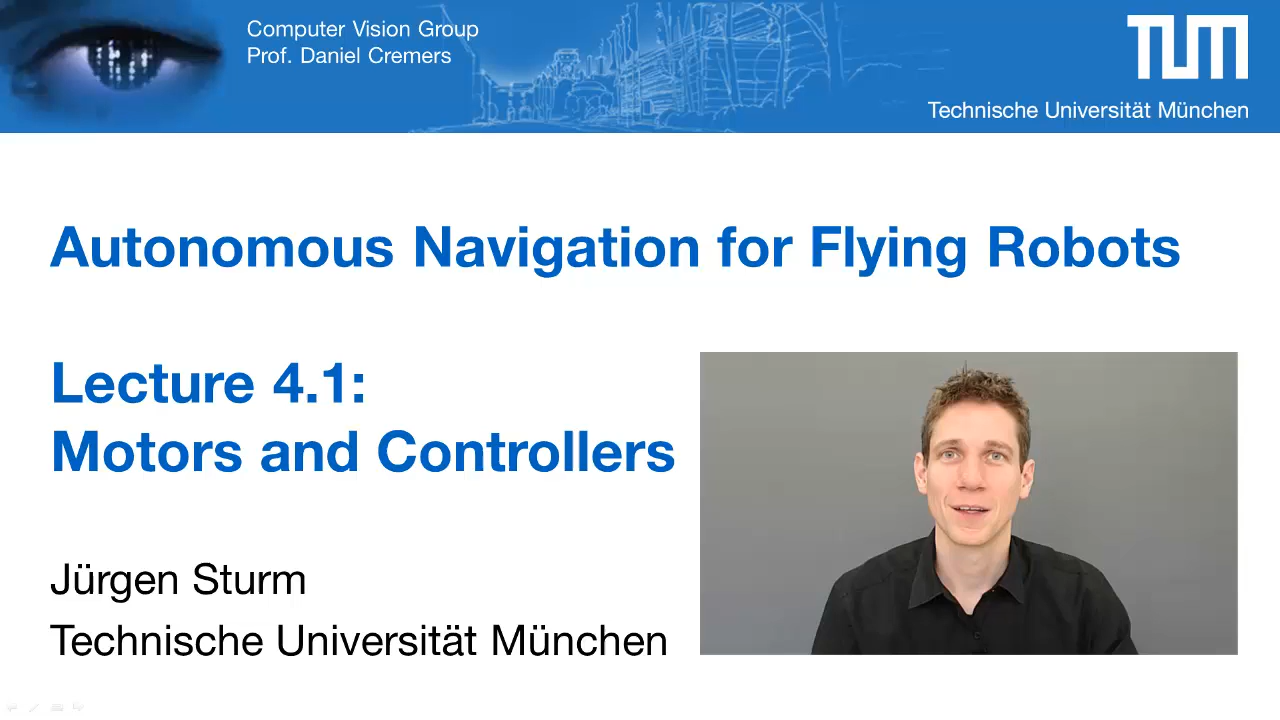 Computer Vision Group
Prof. Daniel Cremers
TUM
Technische Universität München
Autonomous Navigation for Flying Robots
Lecture 4.1:
Motors and Controllers
Jürgen Sturm
Technische Universität München